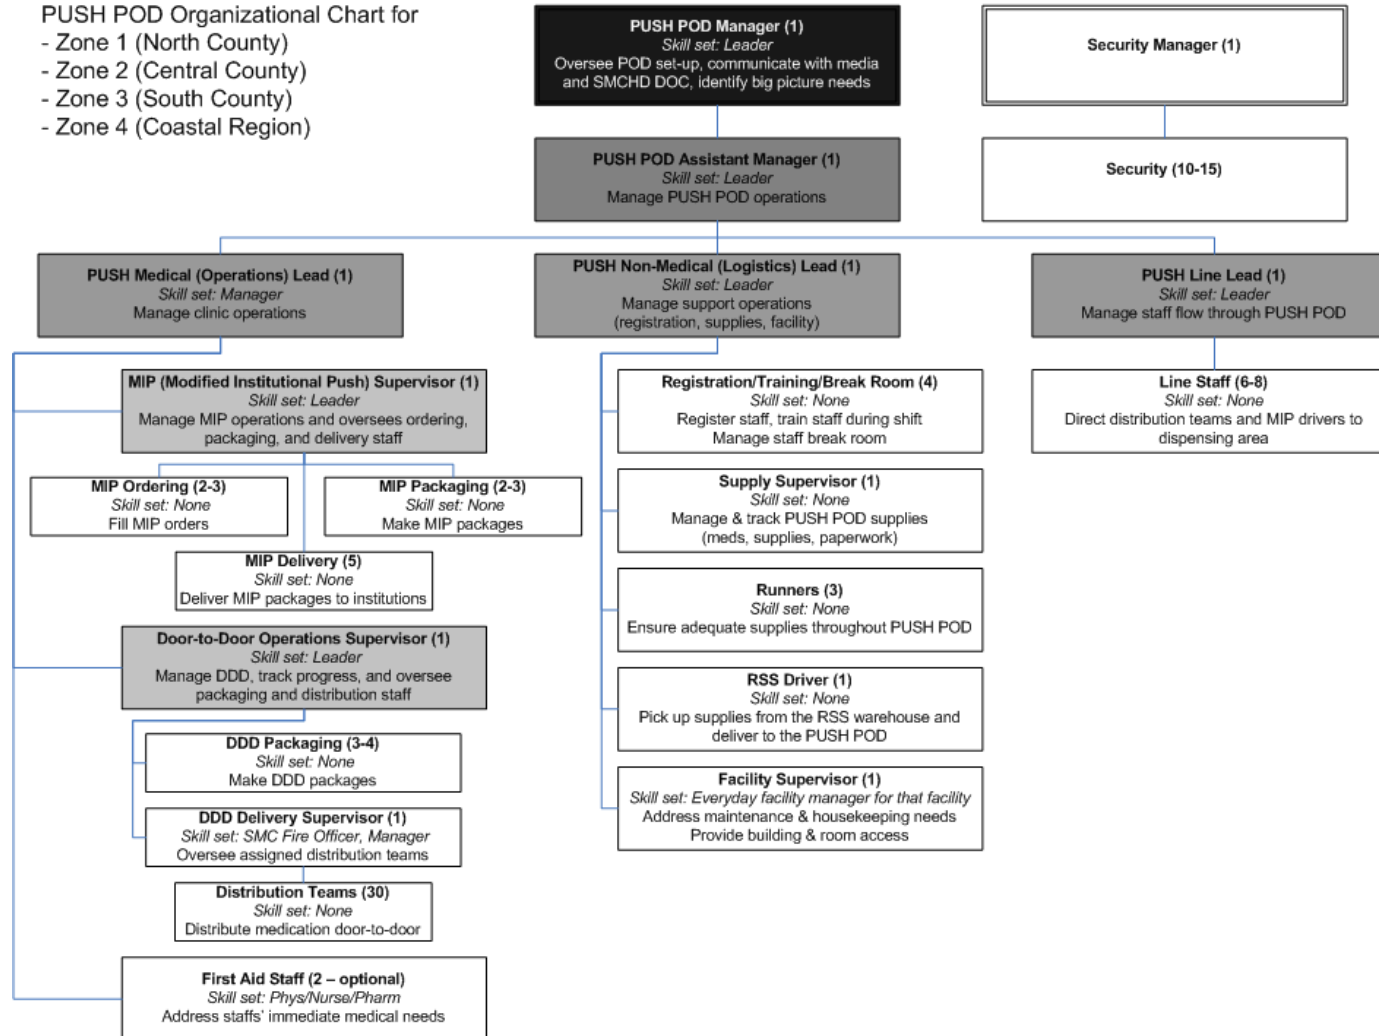 PUSH POD Organizational Chart for
- Zone 1 (North County)
- Zone 2 (Central County)
- Zone 3 (South County)
- Zone 4 (Coastal Region)
PUSH POD Manager (1)
Skill set: Leader
Oversee POD set-up, communicate with media
and SMCHD DOC, identify big picture needs
Security Manager (1)
PUSH POD Assistant Manager (1)
Skill set: Leader
Manage PUSH POD operations
Security (10-15)
PUSH Medical (Operations) Lead (1)
Skill set: Manager
Manage clinic operations
PUSH Non-Medical (Logistics) Lead (1)
Skill set: Leader
Manage support operations
(registration, supplies, facility)
PUSH Line Lead (1)
Skill set: Leader
Manage staff flow through PUSH POD
MIP (Modified Institutional Push) Supervisor (1)
Skill set: Leader
Manage MIP operations and oversees ordering,
packaging, and delivery staff
MIP Ordering (2-3)
Skill set: None
Fill MIP orders
MIP Packaging (2-3)
Skill set: None
Make MIP packages
MIP Delivery (5)
Skill set: None
Deliver MIP packages to institutions
Door-to-Door Operations Supervisor (1)
Skill set: Leader
Manage DDD, track progress, and oversee
packaging and distribution staff
DDD Packaging (3-4)
Skill set: None
Make DDD packages
DDD Delivery Supervisor (1)
Skill set: SMC Fire Officer, Manager
Oversee assigned distribution teams
Distribution Teams (30)
Skill set: None
Distribute medication door-to-door
First Aid Staff (2 – optional)
Skill set: Phys/Nurse/Pharm
Address staffs' immediate medical needs
Registration/Training/Break Room (4)
Skill set: None
Register staff, train staff during shift
Manage staff break room
Supply Supervisor (1)
Skill set: None
Manage & track PUSH POD supplies
(meds, supplies, paperwork)
Runners (3)
Skill set: None
Ensure adequate supplies throughout PUSH POD
RSS Driver (1)
Skill set: None
Pick up supplies from the RSS warehouse and
deliver to the PUSH POD
Facility Supervisor (1)
Skill set: Everyday facility manager for that facility
Address maintenance & housekeeping needs
Provide building & room access
Line Staff (6-8)
Skill set: None
Direct distribution teams and MIP drivers to
dispensing area